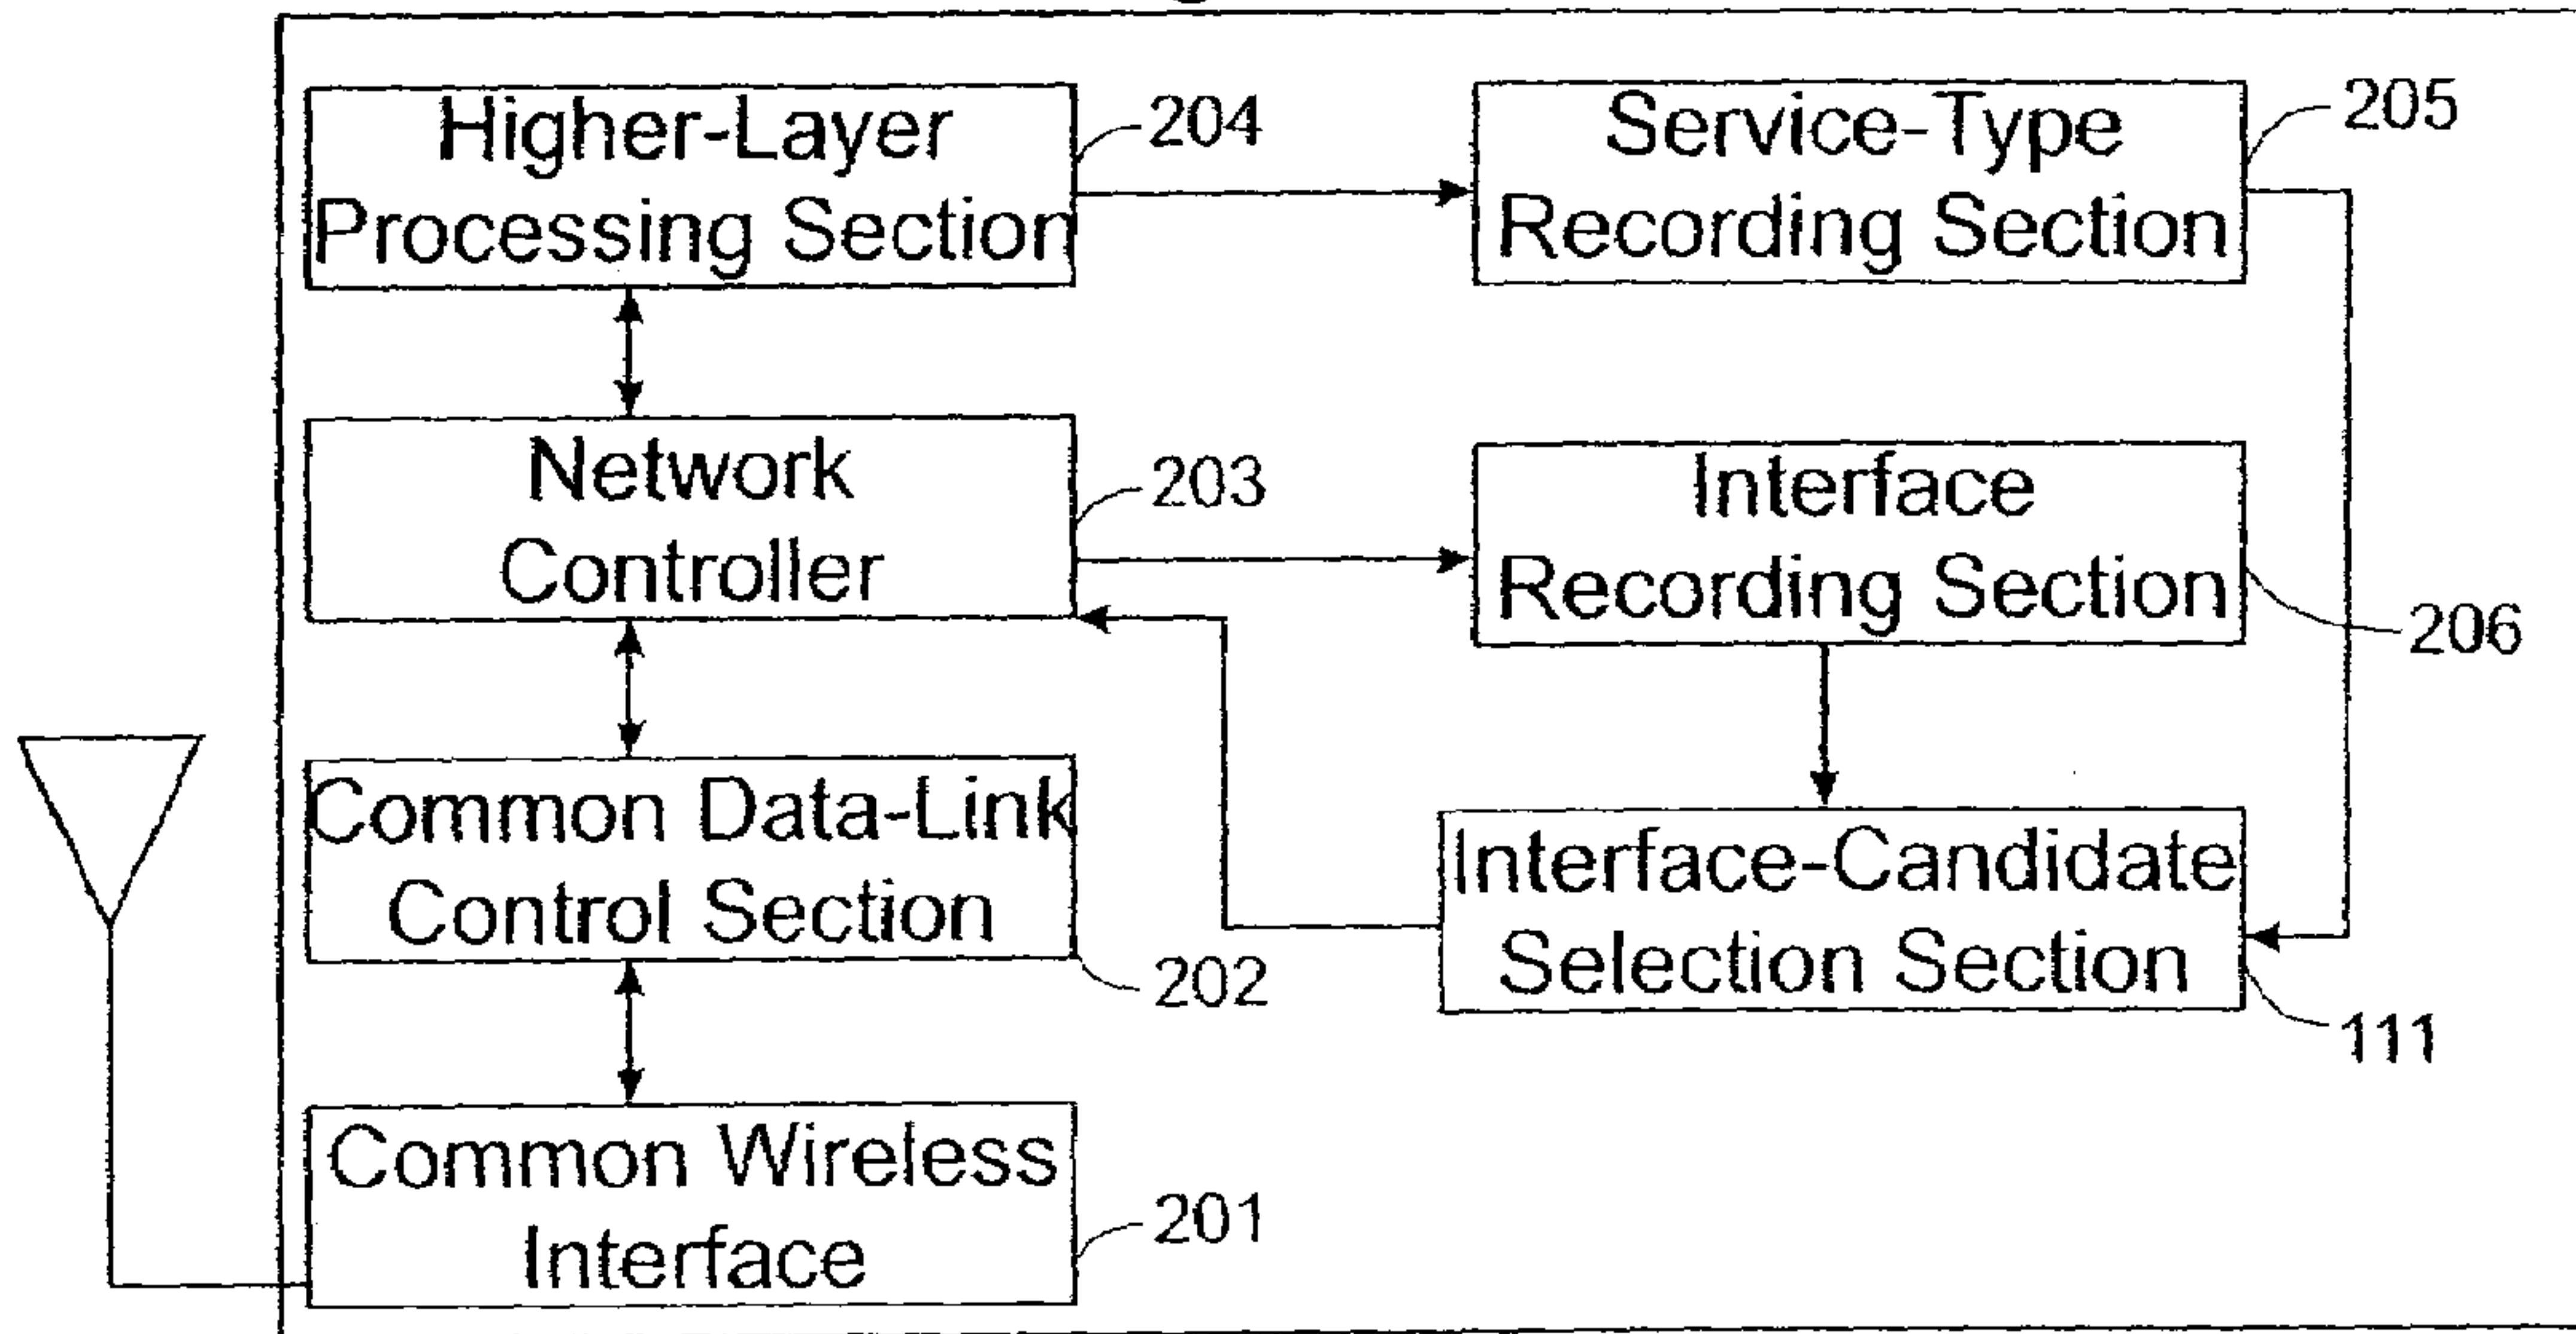 Higher-Layer
Processing Section
204
Service-Type
Recording Section
205
Network
Controller
203
Interface
Recording Section
206
Common Data-Link
Control Section
202
Interface-Candidate
Selection Section
111
Common Wireless
Interface
201